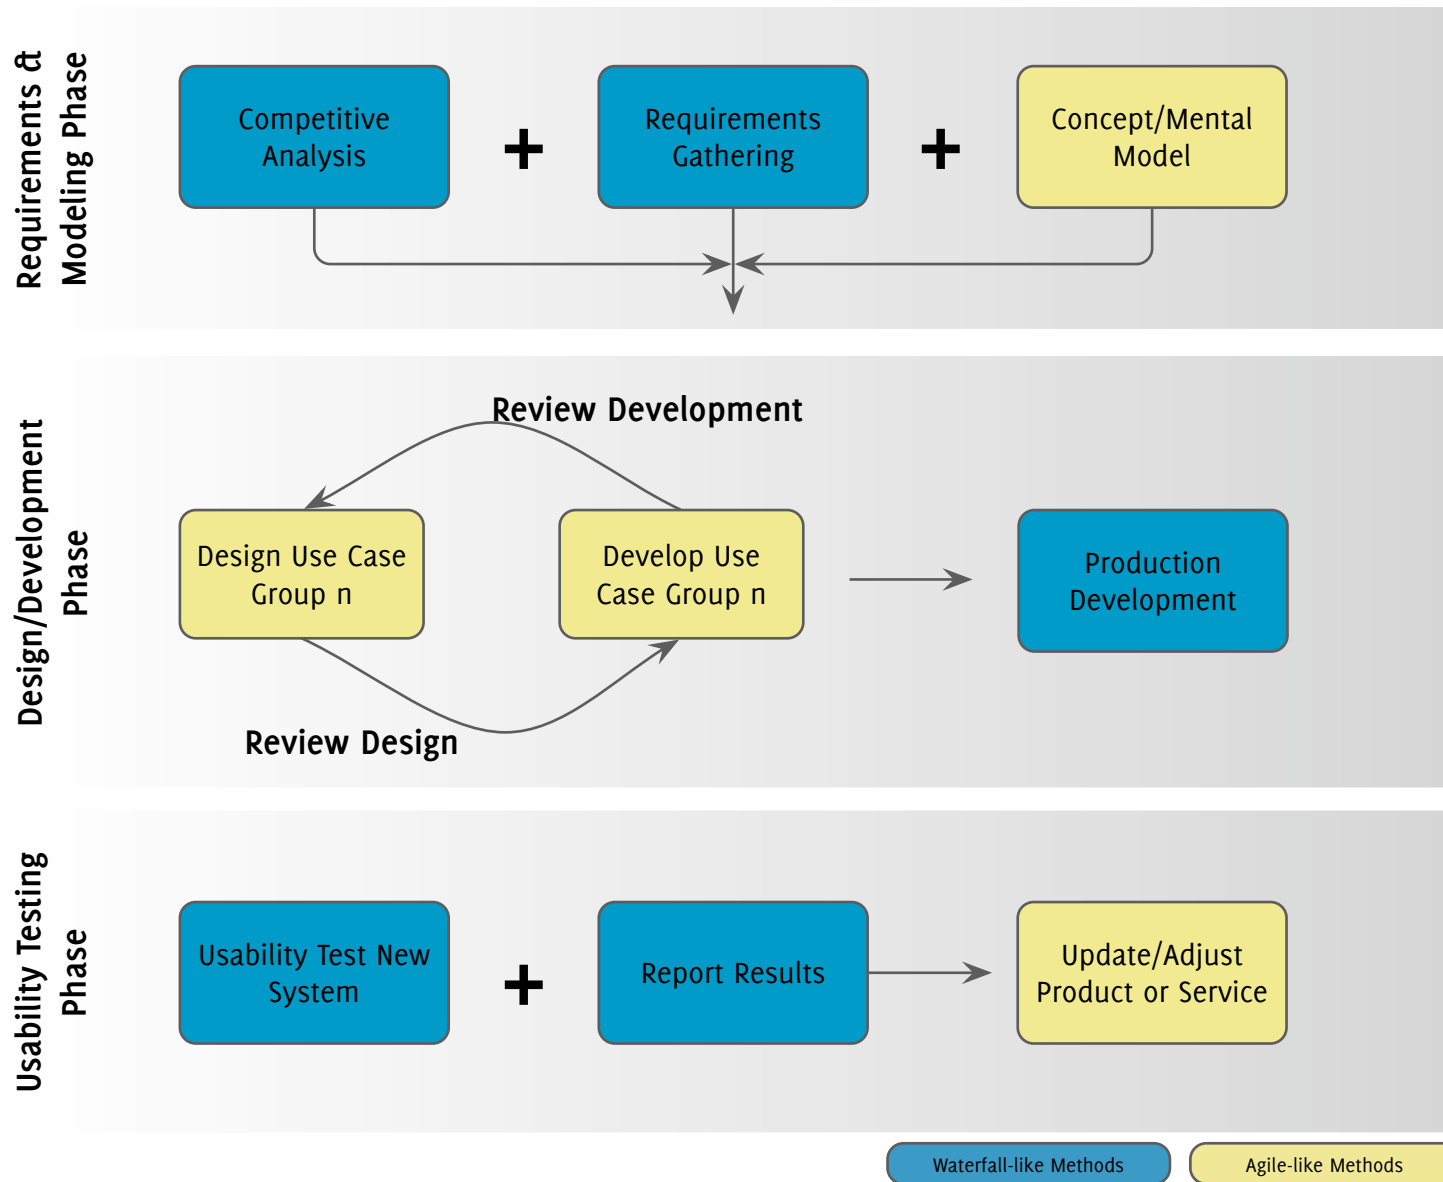 Requirements &
Modeling Phase
Competitive
Analysis
+
Requirements
Gathering
+
Concept/Mental
Model
Design/Development
Phase
Review Development
Design Use Case
Group n
Develop Use
Case Group n
Production
Development
Review Design
Usability Testing
Phase
Usability Test New
System
+
Report Results
Update/Adjust
Product or Service
Waterfall-like Methods
Agile-like Methods